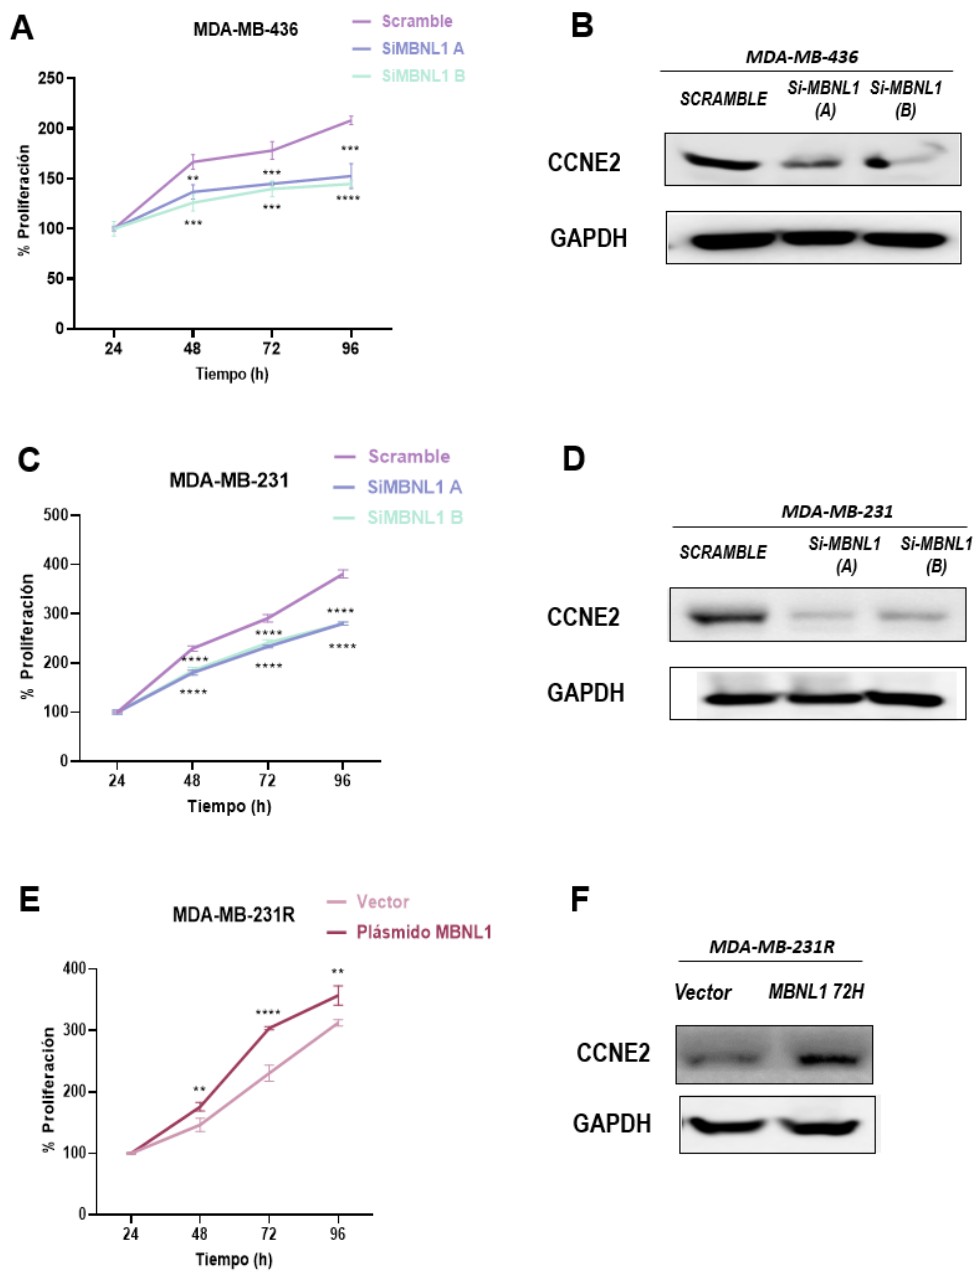 A
MDA-MB-436
Scramble
SiMBNL1 A
SiMBNL1 B
250
200
150
100
50
0
% Proliferación
** *** ***
*** *** ****
24 48 72 96
Tiempo (h)
B
MDA-MB-436
SCRAMBLE Si-MBNL1 (A) Si-MBNL1 (B)
CCNE2
GAPDH
C
MDA-MB-231
Scramble
SiMBNL1 A
SiMBNL1 B
500
400
300
200
100
0
% Proliferación
**** **** ****
**** **** ****
24 48 72 96
Tiempo (h)
D
MDA-MB-231
SCRAMBLE Si-MBNL1 (A) Si-MBNL1 (B)
CCNE2
GAPDH
E
MDA-MB-231R
Vector
Plásmido MBNL1
400
300
200
100
0
% Proliferación
** **** **
24 48 72 96
Tiempo (h)
F
MDA-MB-231R
Vector MBNL1 72H
CCNE2
GAPDH